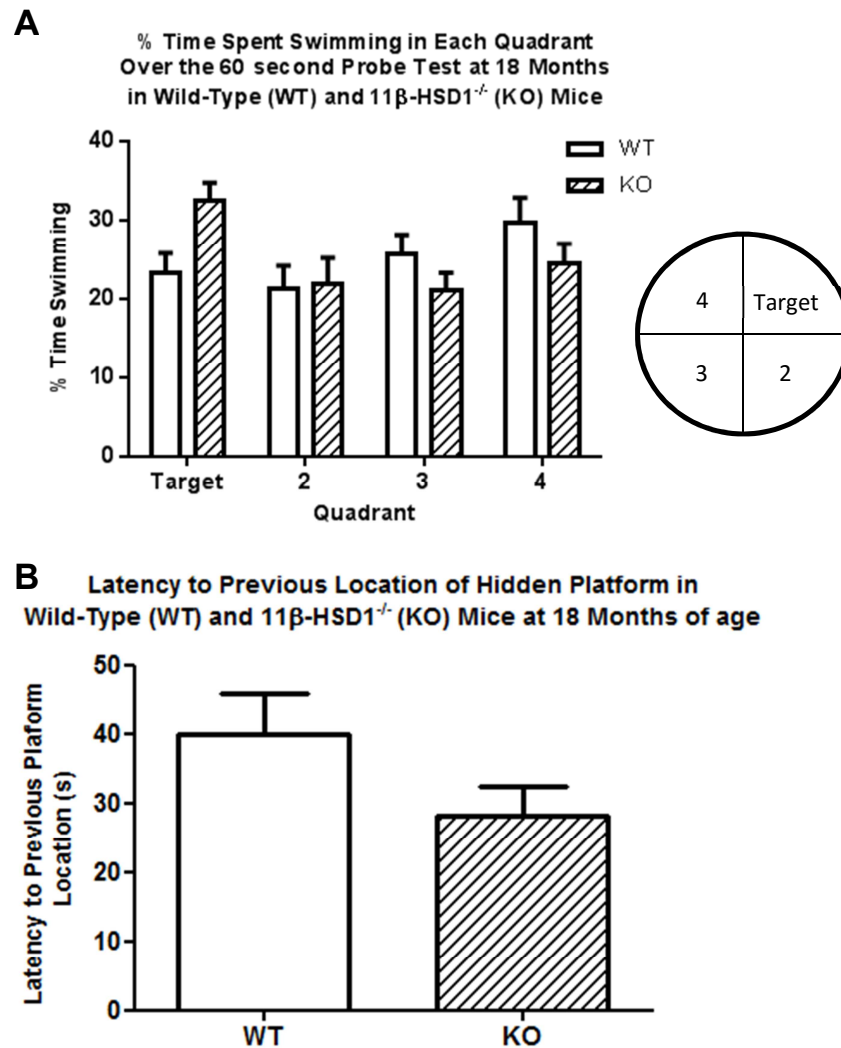 A
% Time Spent Swimming in Each Quadrant
Over the 60 second Probe Test at 18 Months
in Wild-Type (WT) and 11β-HSD1-/- (KO) Mice
40
30
20
10
0
% Time Swimming
WT
KO
Target
2
3
4
Quadrant
4
Target
3
2
B
Latency to Previous Location of Hidden Platform in
Wild-Type (WT) and 11β-HSD1-/- (KO) Mice at 18 Months of age
50
40
30
20
10
0
Latency to Previous Plaform
Location (s)
WT
KO